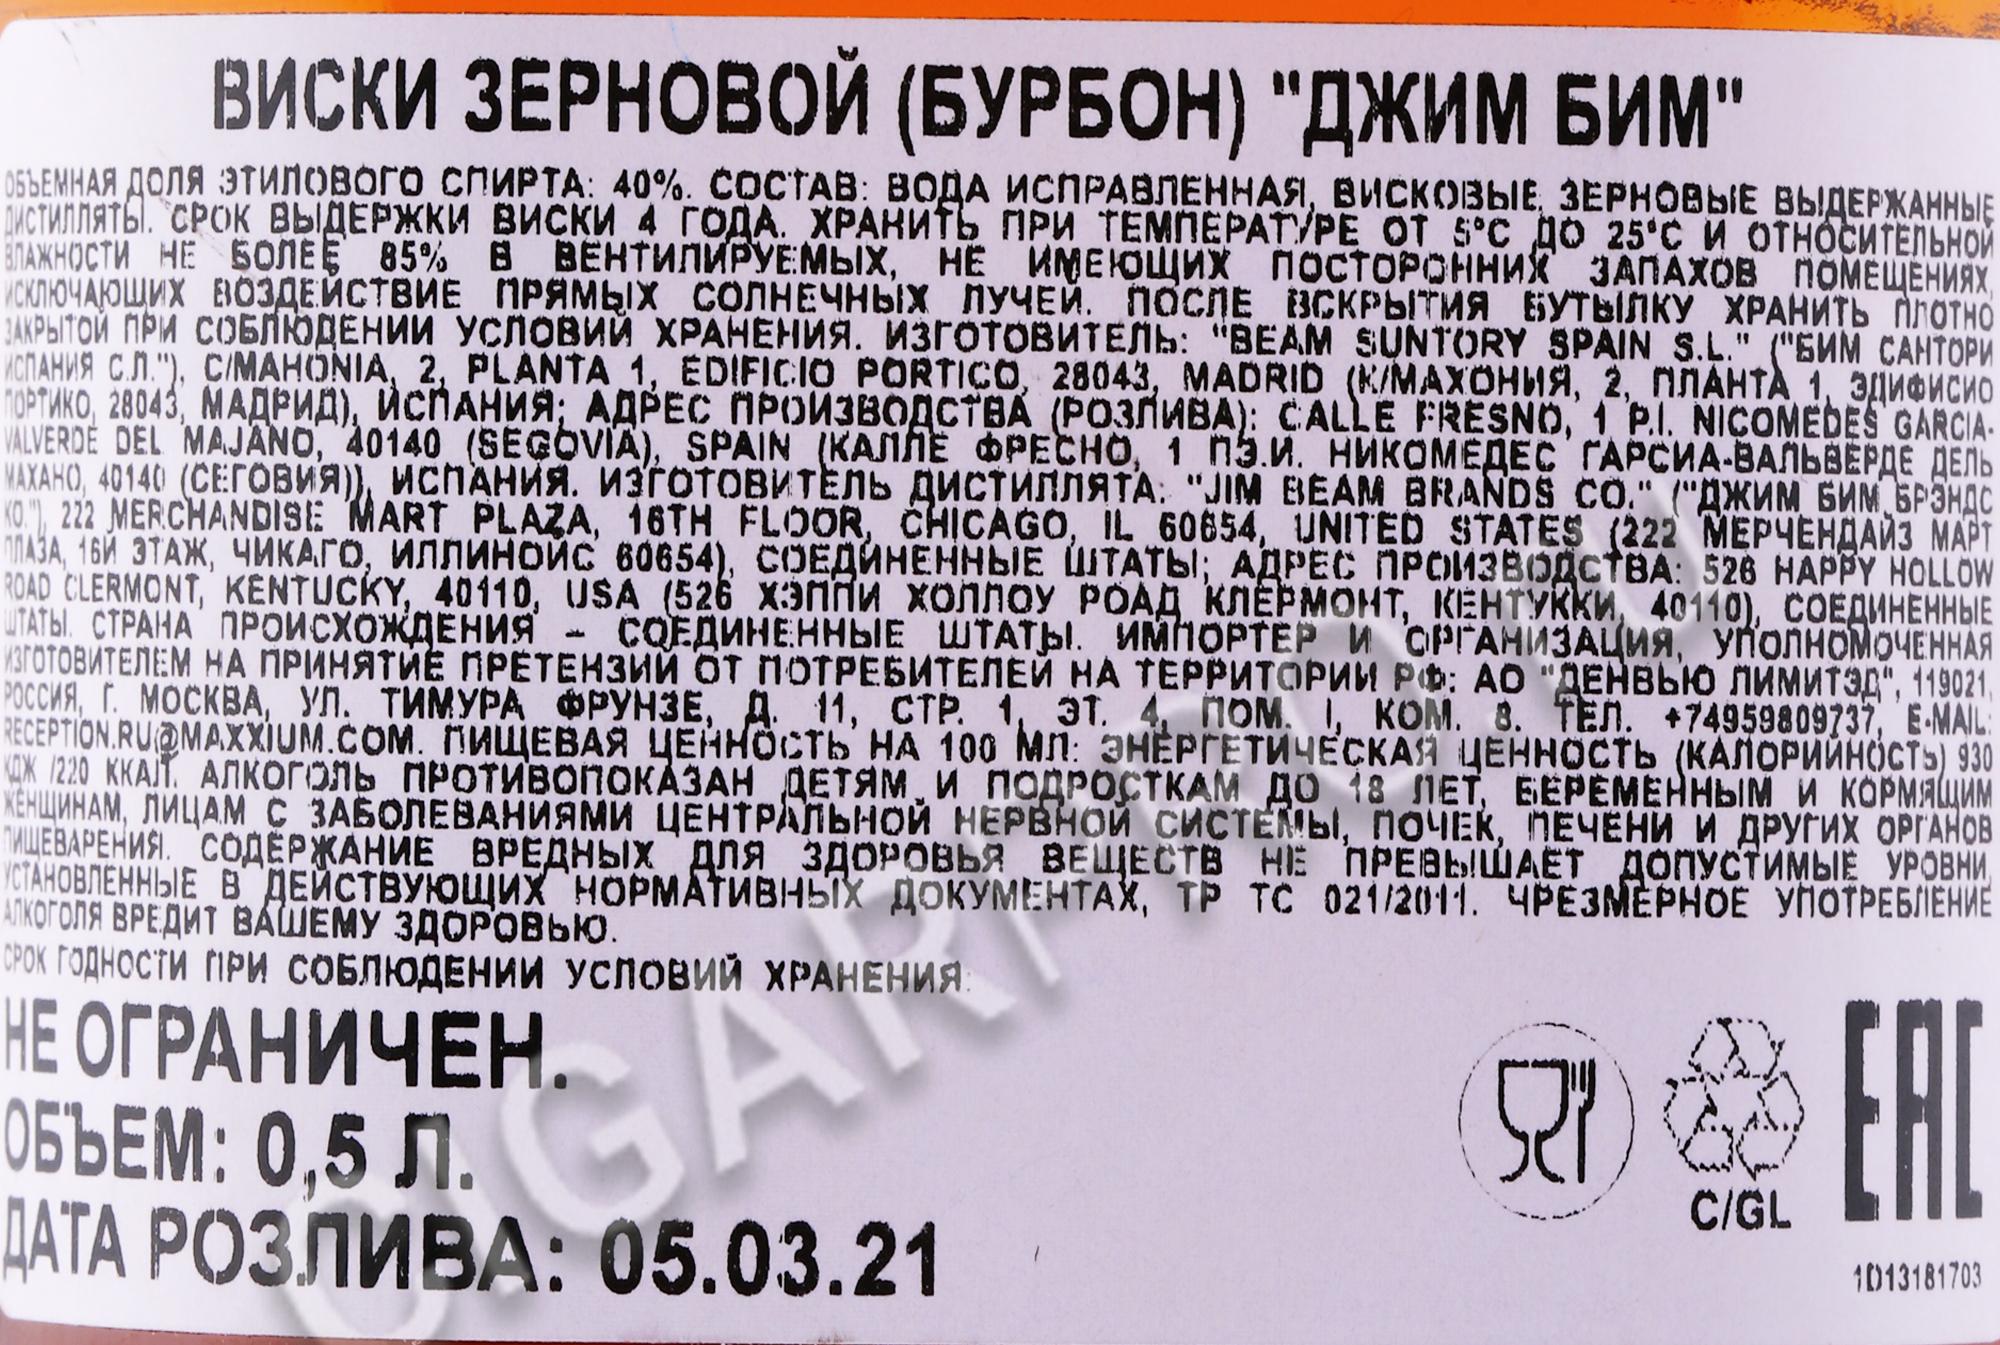 ВИСКИ ЗЕРНОВОЙ (БУРБОН) "ДЖИМ БИМ"
ОБЪЕМНАЯ ДОЛЯ ЭТИЛОВОГО СПИРТА: 40%. СОСТАВ: ВОДА ИСПРАВЛЕННАЯ, ВИСКОВЫЕ ЗЕРНОВЫЕ ВЫДЕРЖАННЫЕ
ДИСТИЛЛЯТЫ. СРОК ВЫДЕРЖКИ ВИСКИ 4 ГОДА. ХРАНИТЬ ПРИ ТЕМПЕРАТУРЕ ОТ 5°С ДО 25°С И ОТНОСИТЕЛЬНОЙ
ВЛАЖНОСТИ НЕ БОЛЕЕ 85% В ВЕНТИЛИРУЕМЫХ, НЕ ИМЕЮЩИХ ПОСТОРОННИХ ЗАПАХОВ ПОМЕЩЕНИЯХ,
ИСКЛЮЧАЮЩИХ ВОЗДЕЙСТВИЕ ПРЯМЫХ СОЛНЕЧНЫХ ЛУЧЕЙ. ПОСЛЕ ВСКРЫТИЯ БУТЫЛКУ ХРАНИТЬ ПЛОТНО
ЗАКРЫТОЙ ПРИ СОБЛЮДЕНИИ УСЛОВИЙ ХРАНЕНИЯ. ИЗГОТОВИТЕЛЬ: "BEAM SUNTORY SPAIN S.L." ("БИМ САНТОРИ
ИСПАНИЯ С.Л."), C/MAHONIA, 2, PLANTA 1, EDIFICIO PORTICO, 28043, MADRID (К/МАХОНИЯ, 2, ПЛАНТА 1, ЭДИФИСИО
ПОРТИКО, 28043, МАДРИД), ИСПАНИЯ; АДРЕС ПРОИЗВОДСТВА (РОЗЛИВА): CALLE FRESNO, 1 P.I. NICOMEDES GARCIA-
VALVERDE DEL MAJANO, 40140 (SEGOVIA), SPAIN (КАЛЛЕ ФРЕСНО, 1 ПЭ.И. НИКОМЕДЕС ГАРСИА-ВАЛЬВЕРДЕ ДЕЛЬ
МАХАНО, 40140 (СЕГОВИЯ)), ИСПАНИЯ. ИЗГОТОВИТЕЛЬ ДИСТИЛЛЯТА: "JIM BEAM BRANDS CO." ("ДЖИМ БИМ БРЭНДС
КО."), 222 MERCHANDISE MART PLAZA, 16TH FLOOR, CHICAGO, IL 60654, UNITED STATES (222 МЕРЧЕНДАЙЗ МАРТ
ПЛАЗА, 16Й ЭТАЖ, ЧИКАГО, ИЛЛИНОЙС 60654), СОЕДИНЕННЫЕ ШТАТЫ; АДРЕС ПРОИЗВОДСТВА: 526 HAPPY HOLLOW
ROAD CLERMONT, KENTUCKY, 40110, USA (526 ХЭППИ ХОЛЛОУ РОАД КЛЕРМОНТ, КЕНТУККИ, 40110), СОЕДИНЕННЫЕ
ШТАТЫ. СТРАНА ПРОИСХОЖДЕНИЯ – СОЕДИНЕННЫЕ ШТАТЫ. ИМПОРТЕР И ОРГАНИЗАЦИЯ, УПОЛНОМОЧЕННАЯ
ИЗГОТОВИТЕЛЕМ НА ПРИНЯТИЕ ПРЕТЕНЗИЙ ОТ ПОТРЕБИТЕЛЕЙ НА ТЕРРИТОРИИ РФ: АО "ДЕНВЬЮ ЛИМИТЭД", 119021,
РОССИЯ, Г. МОСКВА, УЛ. ТИМУРА ФРУНЗЕ, Д. 11, СТР. 1, ЭТ. 4, ПОМ. I, КОМ. 8. ТЕЛ. +74959809737, E-MAIL:
RECEPTION.RU@MAXXIUM.COM. ПИЩЕВАЯ ЦЕННОСТЬ НА 100 МЛ: ЭНЕРГЕТИЧЕСКАЯ ЦЕННОСТЬ (КАЛОРИЙНОСТЬ) 930
КДЖ /220 ККАЛ. АЛКОГОЛЬ ПРОТИВОПОКАЗАН ДЕТЯМ И ПОДРОСТКАМ ДО 18 ЛЕТ, БЕРЕМЕННЫМ И КОРМЯЩИМ
ЖЕНЩИНАМ, ЛИЦАМ С ЗАБОЛЕВАНИЯМИ ЦЕНТРАЛЬНОЙ НЕРВНОЙ СИСТЕМЫ, ПОЧЕК, ПЕЧЕНИ И ДРУГИХ ОРГАНОВ
ПИЩЕВАРЕНИЯ. СОДЕРЖАНИЕ ВРЕДНЫХ ДЛЯ ЗДОРОВЬЯ ВЕЩЕСТВ НЕ ПРЕВЫШАЕТ ДОПУСТИМЫЕ УРОВНИ,
УСТАНОВЛЕННЫЕ В ДЕЙСТВУЮЩИХ НОРМАТИВНЫХ ДОКУМЕНТАХ, ТР ТС 021/2011. ЧРЕЗМЕРНОЕ УПОТРЕБЛЕНИЕ
АЛКОГОЛЯ ВРЕДИТ ВАШЕМУ ЗДОРОВЬЮ.
СРОК ГОДНОСТИ ПРИ СОБЛЮДЕНИИ УСЛОВИЙ ХРАНЕНИЯ:
НЕ ОГРАНИЧЕН.
ОБЪЕМ: 0,5 Л.
ДАТА РОЗЛИВА: 05.03.21
C/GL
EAC
1D13181703
CIGARPRO.RU